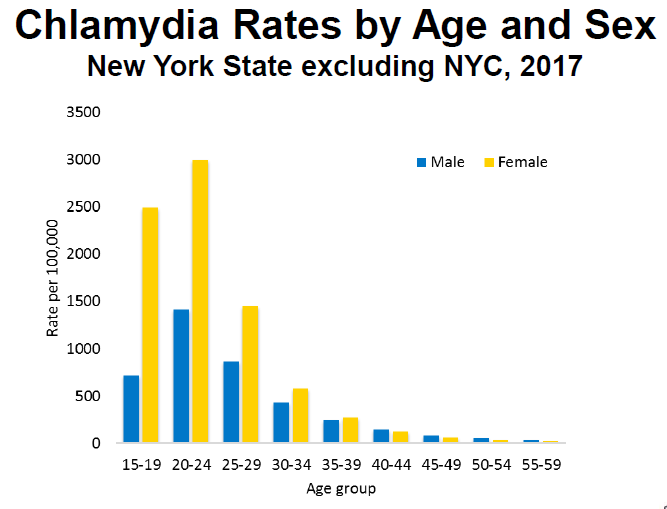 Chlamydia Rates by Age and Sex
New York State excluding NYC, 2017
3500
3000
2500
2000
1500
1000
500
0
Rate per 100,000
Male Female
15-19 20-24 25-29 30-34 35-39 40-44 45-49 50-54 55-59
Age group